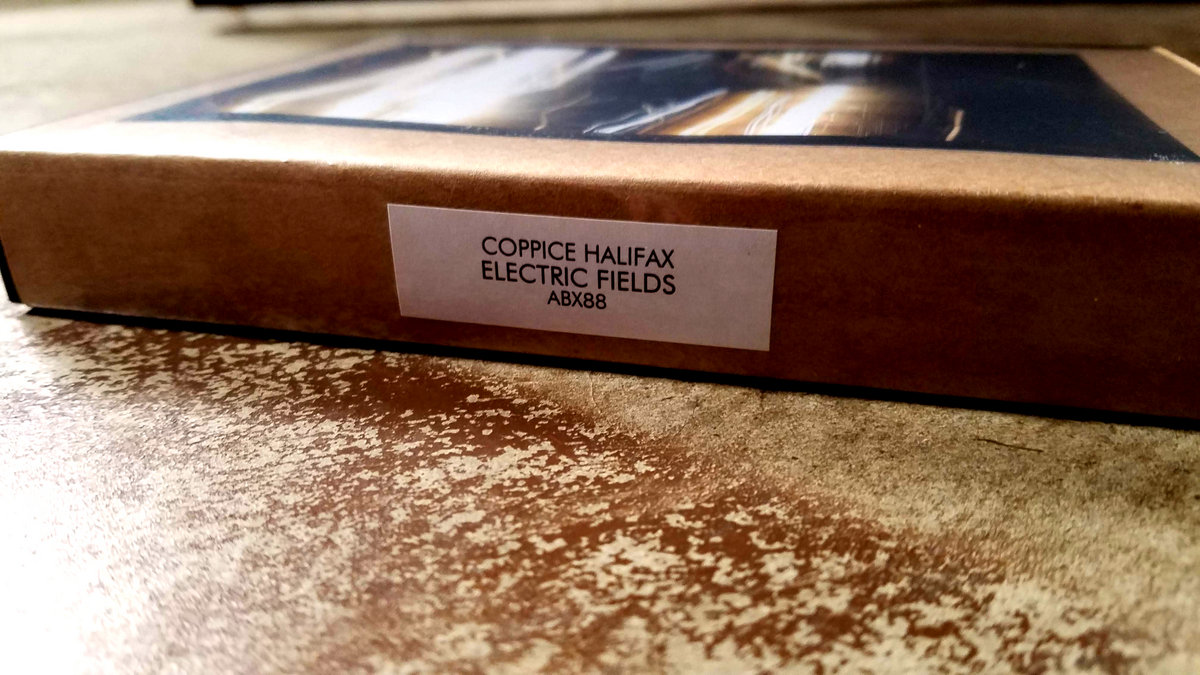 COPPICE HALIFAX
ELECTRIC FIELDS
ABX88